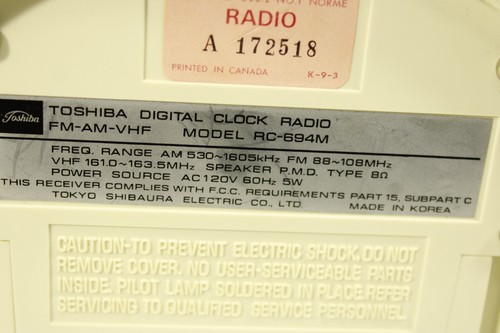 NO.1 NORME
RADIO
A 172518
PRINTED IN CANADA K-9-3
Toshiba TOSHIBA DIGITAL CLOCK RADIO
FM-AM-VHF MODEL RC-694M
FREQ. RANGE AM 530~1605kHz FM 88~108MHz
VHF 161.0~163.5MHz SPEAKER P.M.D. TYPE 8Ω
POWER SOURCE AC120V 60Hz 5W
THIS RECEIVER COMPLIES WITH F.C.C. REQUIREMENTS PART 15, SUBPART C
TOKYO SHIBAURA ELECTRIC CO., LTD. MADE IN KOREA
CAUTION-TO PREVENT ELECTRIC SHOCK, DO NOT
REMOVE COVER. NO USER-SERVICEABLE PARTS
INSIDE. PILOT LAMP SOLDERED IN PLACE. REFER
SERVICING TO QUALIFIED SERVICE PERSONNEL.